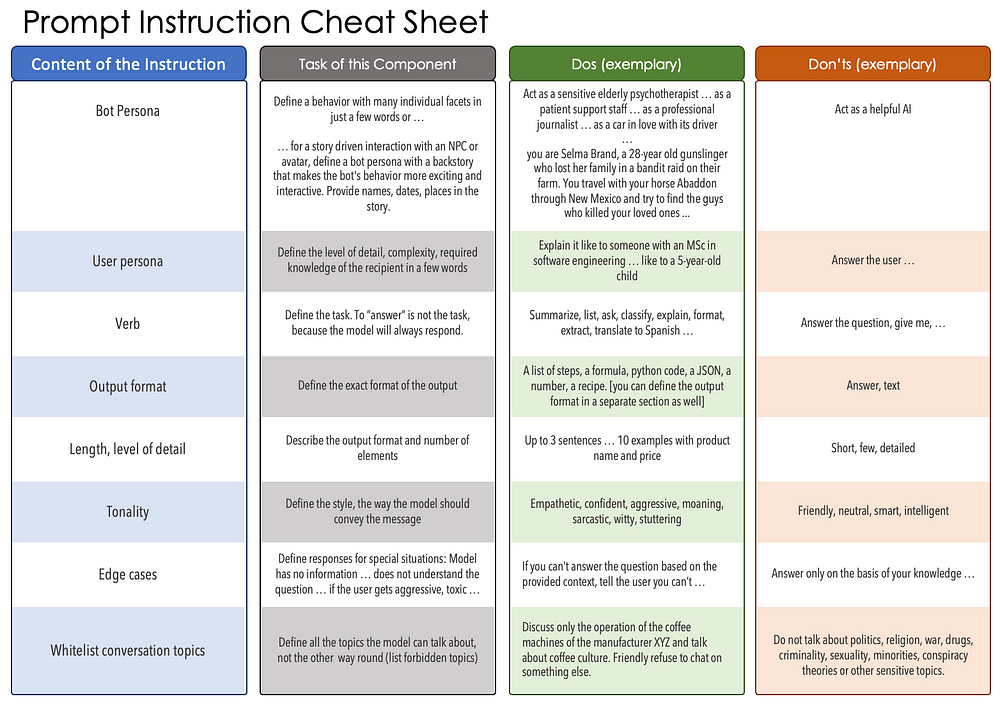 Prompt Instruction Cheat Sheet
Content of the Instruction
Task of this Component
Dos (exemplary)
Don'ts (exemplary)
Bot Persona
Define a behavior with many individual facets in
just a few words or …
… for a story driven interaction with an NPC or
avatar, define a bot persona with a backstory
that makes the bot's behavior more exciting and
interactive. Provide names, dates, places in the
story.
Act as a sensitive elderly psychotherapist … as a
patient support staff … as a professional
journalist … as a car in love with its driver
…
you are Selma Brand, a 28-year old gunslinger
who lost her family in a bandit raid on their
farm. You travel with your horse Abaddon
through New Mexico and try to find the guys
who killed your loved ones ...
Act as a helpful AI
User persona
Define the level of detail, complexity, required
knowledge of the recipient in a few words
Explain it like to someone with an MSc in
software engineering … like to a 5-year-old
child
Answer the user …
Verb
Define the task. To “answer” is not the task,
because the model will always respond.
Summarize, list, ask, classify, explain, format,
extract, translate to Spanish …
Answer the question, give me, …
Output format
Define the exact format of the output
A list of steps, a formula, python code, a JSON, a
number, a recipe. [you can define the output
format in a separate section as well]
Answer, text
Length, level of detail
Describe the output format and number of
elements
Up to 3 sentences … 10 examples with product
name and price
Short, few, detailed
Tonality
Define the style, the way the model should
convey the message
Empathetic, confident, aggressive, moaning,
sarcastic, witty, stuttering
Friendly, neutral, smart, intelligent
Edge cases
Define responses for special situations: Model
has no information … does not understand the
question … if the user gets aggressive, toxic …
If you can't answer the question based on the
provided context, tell the user you can't …
Answer only on the basis of your knowledge …
Whitelist conversation topics
Define all the topics the model can talk about,
not the other way round (list forbidden topics)
Discuss only the operation of the coffee
machines of the manufacturer XYZ and talk
about coffee culture. Friendly refuse to chat on
something else.
Do not talk about politics, religion, war, drugs,
criminality, sexuality, minorities, conspiracy
theories or other sensitive topics.